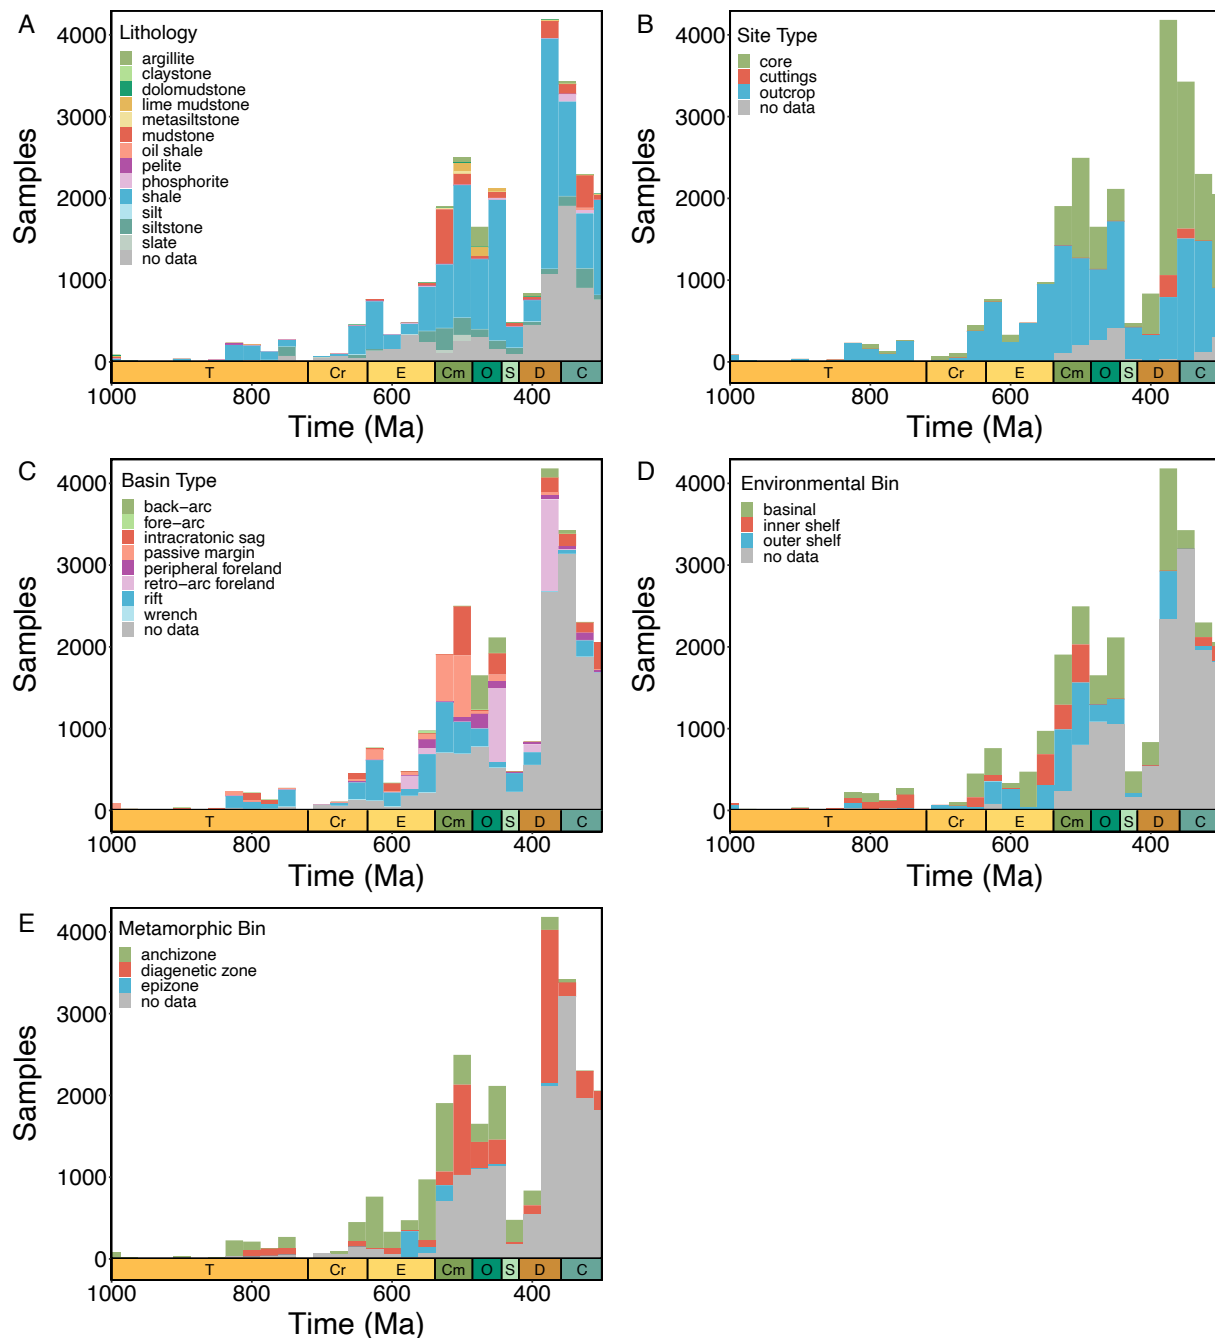 A
Lithology
argillite
claystone
dolomudstone
lime mudstone
metasiltstone
mudstone
oil shale
pelite
phosphorite
shale
silt
siltstone
slate
no data
Samples
4000
3000
2000
1000
0
T Cr E Cm O S D C
1000 800 600 400
Time (Ma)
B
Site Type
core
cuttings
outcrop
no data
Samples
4000
3000
2000
1000
0
T Cr E Cm O S D C
1000 800 600 400
Time (Ma)
C
Basin Type
back−arc
fore−arc
intracratonic sag
passive margin
peripheral foreland
retro−arc foreland
rift
wrench
no data
Samples
4000
3000
2000
1000
0
T Cr E Cm O S D C
1000 800 600 400
Time (Ma)
D
Environmental Bin
basinal
inner shelf
outer shelf
no data
Samples
4000
3000
2000
1000
0
T Cr E Cm O S D C
1000 800 600 400
Time (Ma)
E
Metamorphic Bin
anchizone
diagenetic zone
epizone
no data
Samples
4000
3000
2000
1000
0
T Cr E Cm O S D C
1000 800 600 400
Time (Ma)